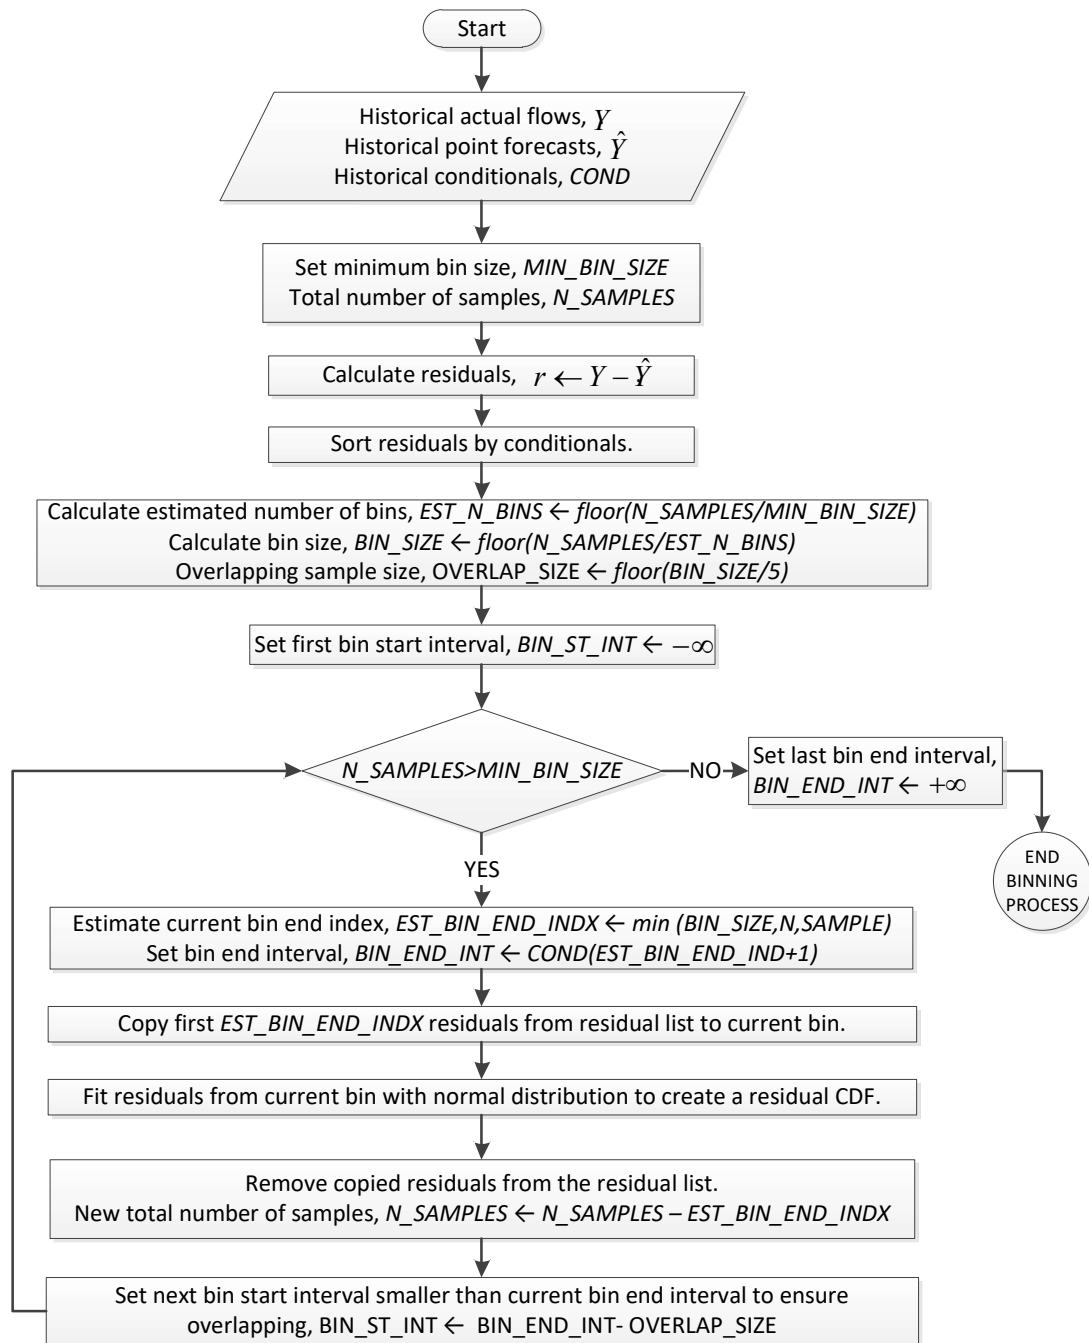 Start
Historical actual flows, Y
Historical point forecasts, Ŷ
Historical conditionals, COND
Set minimum bin size, MIN_BIN_SIZE
Total number of samples, N_SAMPLES
Calculate residuals, r ← Y − Ŷ
Sort residuals by conditionals.
Calculate estimated number of bins, EST_N_BINS ← floor(N_SAMPLES/MIN_BIN_SIZE)
Calculate bin size, BIN_SIZE ← floor(N_SAMPLES/EST_N_BINS)
Overlapping sample size, OVERLAP_SIZE ← floor(BIN_SIZE/5)
Set first bin start interval, BIN_ST_INT ← −∞
N_SAMPLES>MIN_BIN_SIZE
NO
Set last bin end interval,
BIN_END_INT ← +∞
END
BINNING
PROCESS
YES
Estimate current bin end index, EST_BIN_END_INDX ← min (BIN_SIZE,N,SAMPLE)
Set bin end interval, BIN_END_INT ← COND(EST_BIN_END_IND+1)
Copy first EST_BIN_END_INDX residuals from residual list to current bin.
Fit residuals from current bin with normal distribution to create a residual CDF.
Remove copied residuals from the residual list.
New total number of samples, N_SAMPLES ← N_SAMPLES – EST_BIN_END_INDX
Set next bin start interval smaller than current bin end interval to ensure
overlapping, BIN_ST_INT ← BIN_END_INT- OVERLAP_SIZE